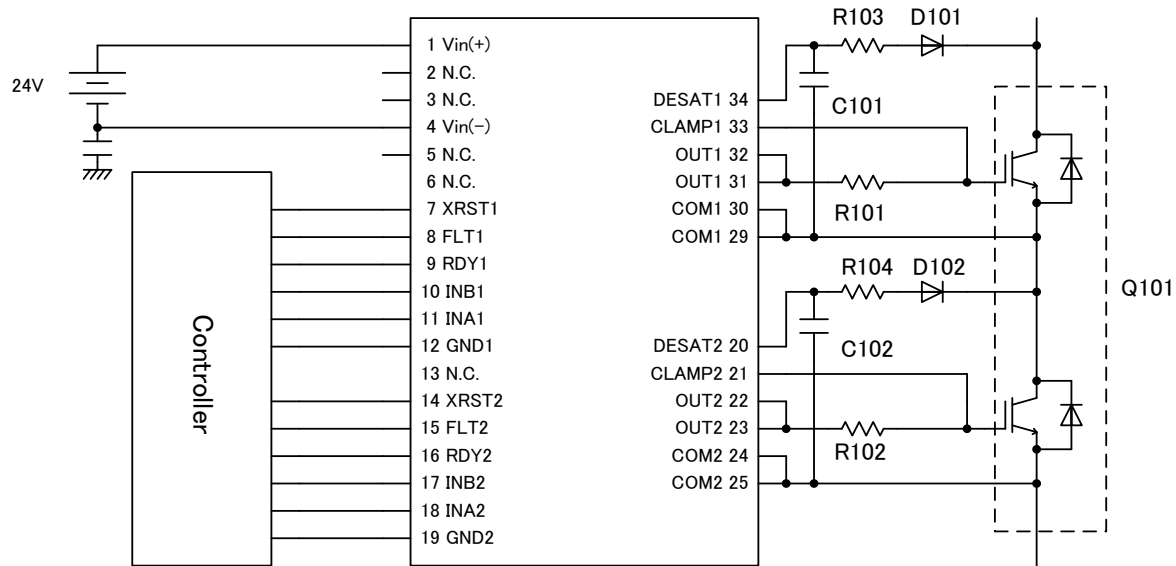 R103
D101
1 Vin(+)
24V
2 N.C.
3 N.C.
DESAT1 34
C101
4 Vin(-)
CLAMP1 33
5 N.C.
OUT1 32
6 N.C.
OUT1 31
7 XRST1
COM1 30
R101
8 FLT1
COM1 29
9 RDY1
R104
D102
10 INB1
Q101
11 INA1
12 GND1
DESAT2 20
C102
13 N.C.
CLAMP2 21
14 XRST2
OUT2 22
15 FLT2
OUT2 23
R102
16 RDY2
COM2 24
17 INB2
COM2 25
18 INA2
19 GND2
Controller